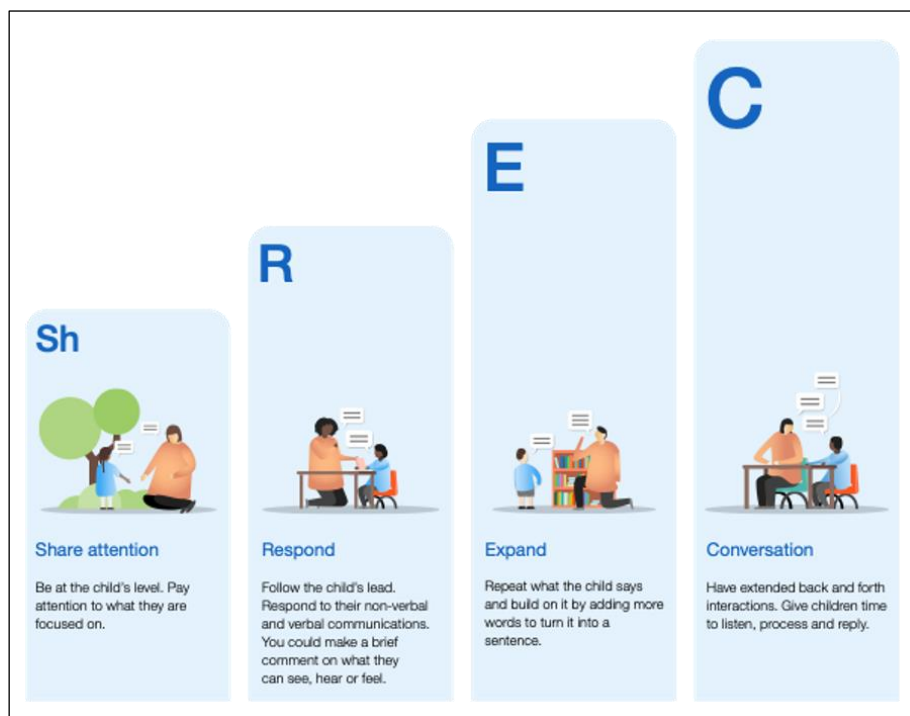 Sh
Share attention
Be at the child's level. Pay
attention to what they are
focused on.
R
Respond
Follow the child's lead.
Respond to their non-verbal
and verbal communications.
You could make a brief
comment on what they
can see, hear or feel.
E
Expand
Repeat what the child says
and build on it by adding more
words to turn it into a
sentence.
C
Conversation
Have extended back and forth
interactions. Give children time
to listen, process and reply.